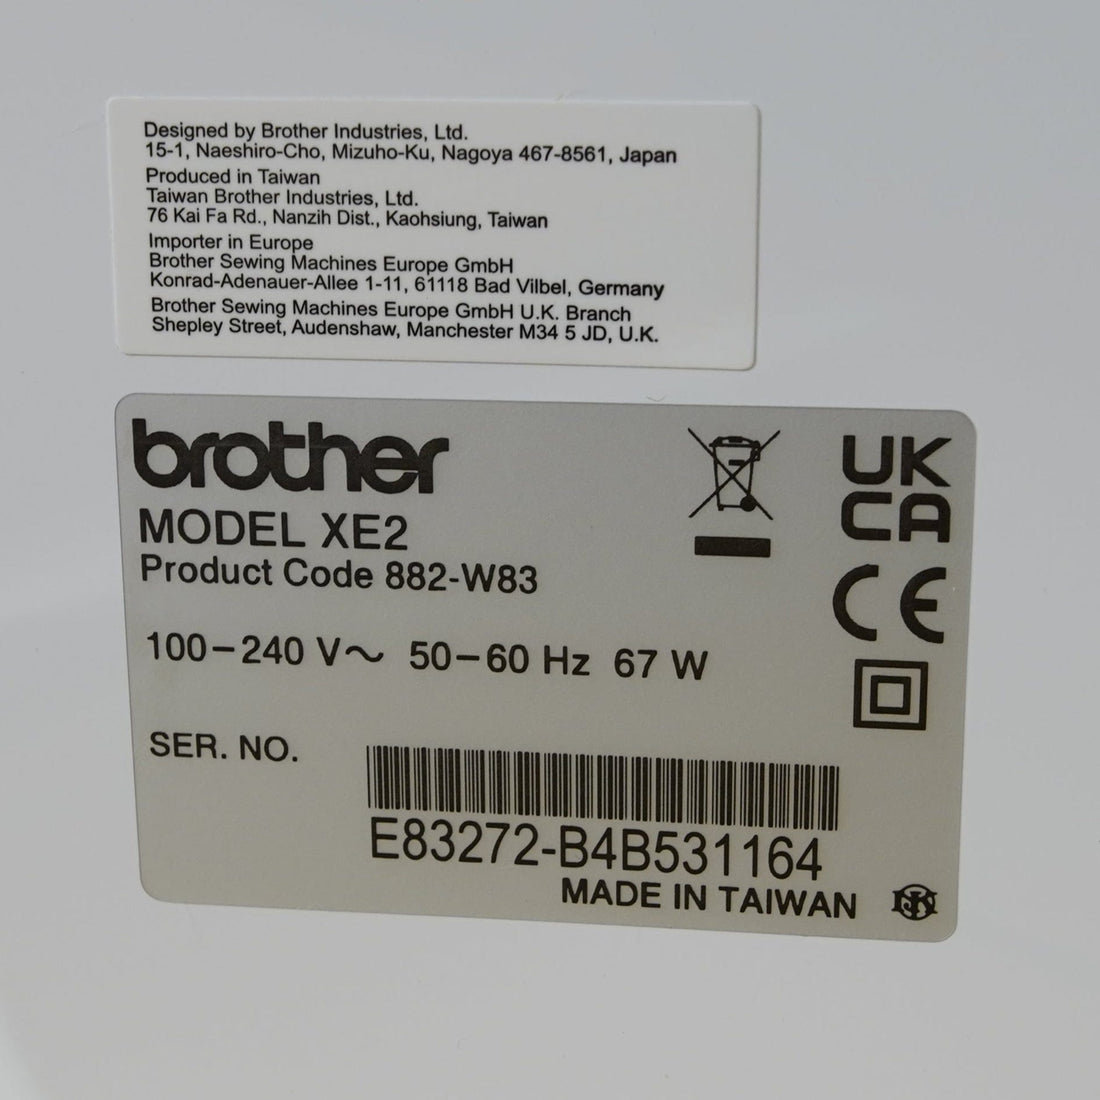 Designed by Brother Industries, Ltd.
15-1, Naeshiro-Cho, Mizuho-Ku, Nagoya 467-8561, Japan
Produced in Taiwan
Taiwan Brother Industries, Ltd.
76 Kai Fa Rd., Nanzih Dist., Kaohsiung, Taiwan
Importer in Europe
Brother Sewing Machines Europe GmbH
Konrad-Adenauer-Allee 1-11, 61118 Bad Vilbel, Germany
Brother Sewing Machines Europe GmbH U.K. Branch
Shepley Street, Audenshaw, Manchester M34 5 JD, U.K.
brother
MODEL XE2
Product Code 882-W83
UK
CA
CE
100-240 V~ 50-60 Hz 67 W
SER. NO.
E83272-B4B531164
MADE IN TAIWAN